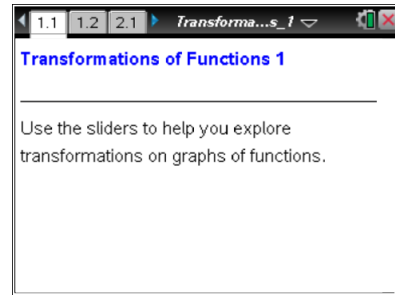 1.1 1.2 2.1 Transforma...s_1
Transformations of Functions 1
Use the sliders to help you explore
transformations on graphs of functions.